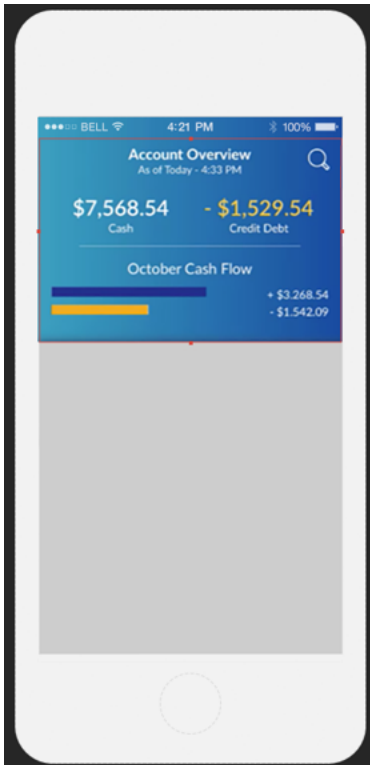 BELL 4:21 PM 100%
Account Overview
As of Today - 4:33 PM
$7,568.54 - $1,529.54
Cash Credit Debt
October Cash Flow
+ $3.268.54
- $1.542.09